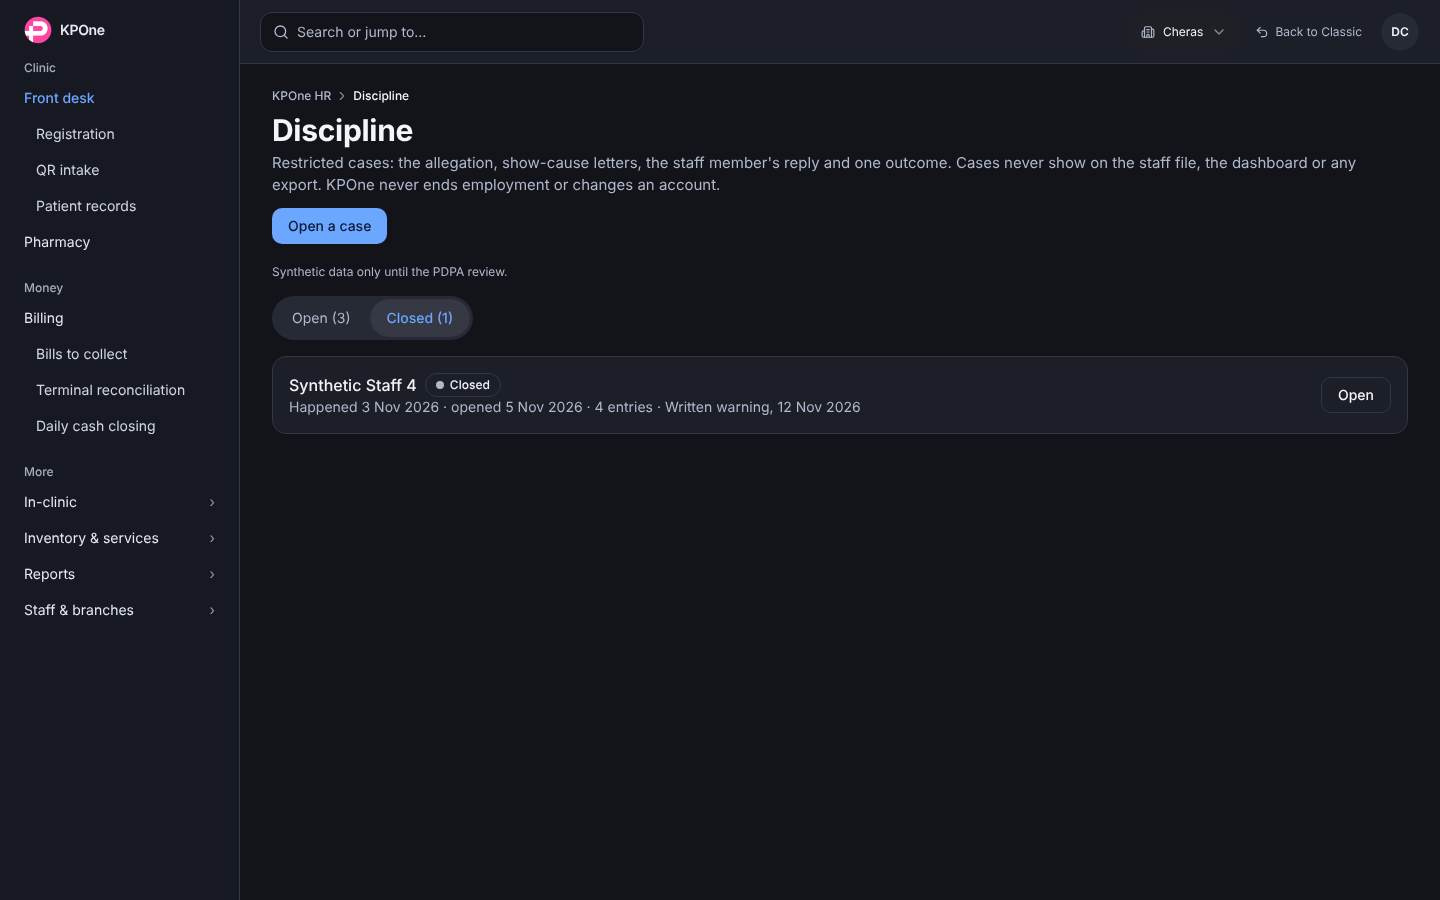 KPOne
Search or jump to...
Cheras
Back to Classic
DC
Clinic
Front desk
Registration
QR intake
Patient records
Pharmacy
Money
Billing
Bills to collect
Terminal reconciliation
Daily cash closing
More
In-clinic
Inventory & services
Reports
Staff & branches
KPOne HR > Discipline
Discipline
Restricted cases: the allegation, show-cause letters, the staff member's reply and one outcome. Cases never show on the staff file, the dashboard or any
export. KPOne never ends employment or changes an account.
Open a case
Synthetic data only until the PDPA review.
Open (3)
Closed (1)
Synthetic Staff 4
Closed
Happened 3 Nov 2026 · opened 5 Nov 2026 · 4 entries · Written warning, 12 Nov 2026
Open